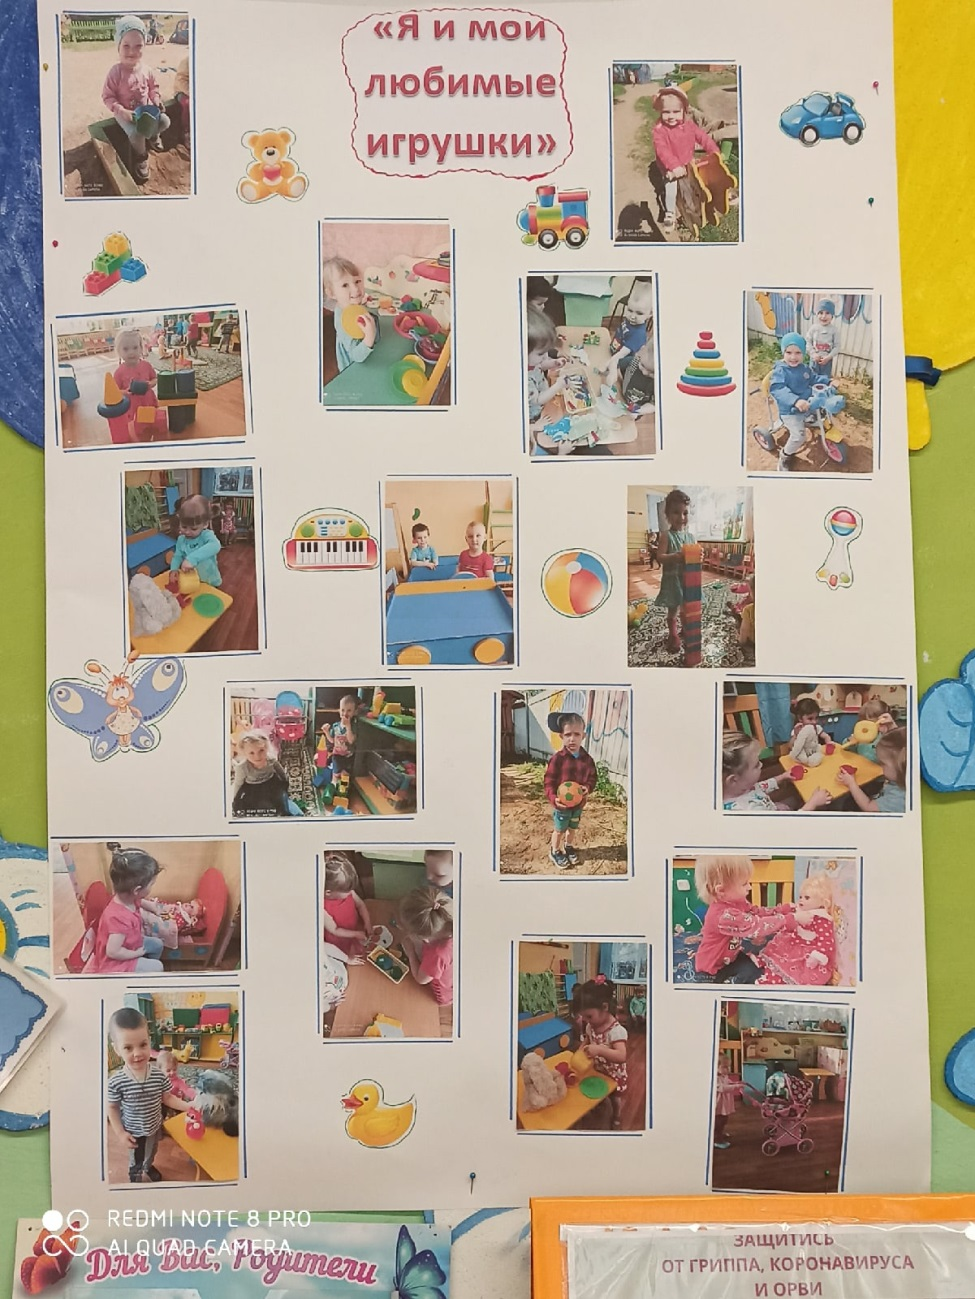 «Я и мои
любимые
игрушки»
REDMI NOTE 8 PRO
AI QUAD CAMERA
Для Вас, Родители
ЗАЩИТИСЬ
ОТ ГРИППА, КОРОНАВИРУСА
И ОРВИ